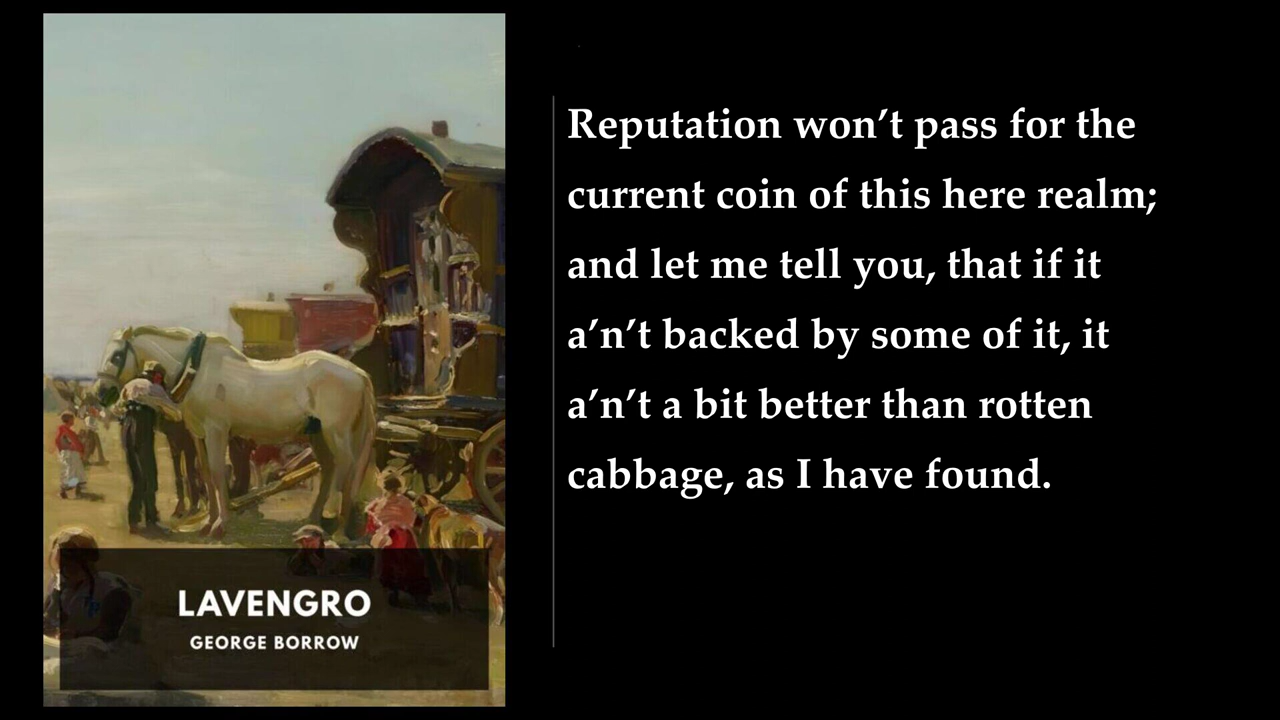 LAVENGRO
GEORGE BORROW
Reputation won’t pass for the
current coin of this here realm;
and let me tell you, that if it
a’n’t backed by some of it, it
a’n’t a bit better than rotten
cabbage, as I have found.